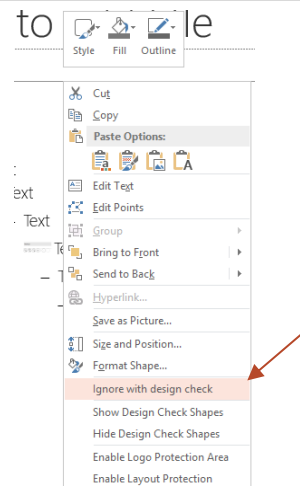 to
le
Style Fill Outline
Cut
Copy
Paste Options:
Edit Text
Edit Points
Group
Bring to Front
Send to Back
Hyperlink...
Save as Picture...
Size and Position...
Format Shape...
Ignore with design check
Show Design Check Shapes
Hide Design Check Shapes
Enable Logo Protection Area
Enable Layout Protection
ext
Text
Te